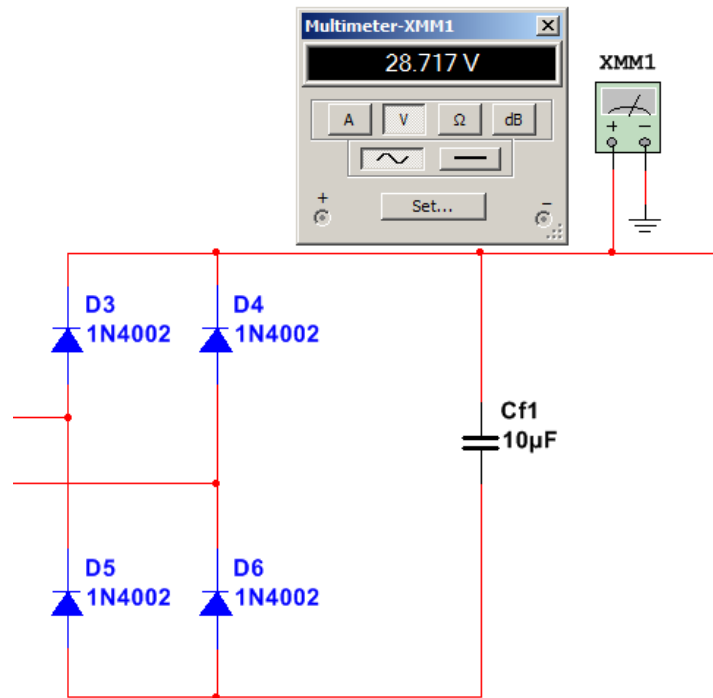 Multimeter-XMM1
28.717 V
XMM1
A V Ω dB
+ −
Set...
+ −
D3
1N4002
D4
1N4002
Cf1
10µF
D5
1N4002
D6
1N4002